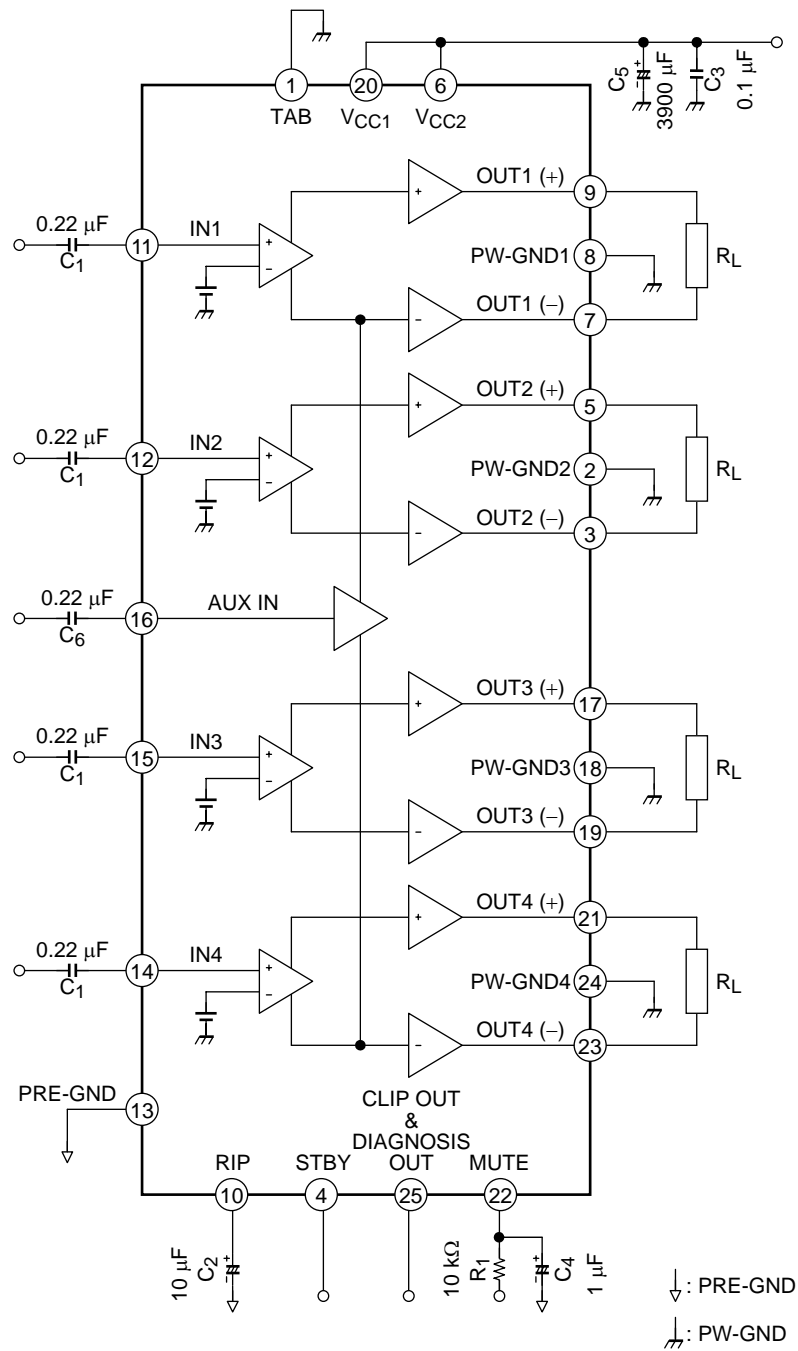 1
TAB
20
VCC1
6
VCC2
C5
3900 μF
C3
0.1 μF
0.22 μF
C1
11
IN1
+
−
+
OUT1 (+)
9
PW-GND1
8
RL
−
OUT1 (−)
7
0.22 μF
C1
12
IN2
+
−
+
OUT2 (+)
5
PW-GND2
2
RL
−
OUT2 (−)
3
0.22 μF
C6
16
AUX IN
0.22 μF
C1
15
IN3
+
−
+
OUT3 (+)
17
PW-GND3
18
RL
−
OUT3 (−)
19
0.22 μF
C1
14
IN4
+
−
+
OUT4 (+)
21
PW-GND4
24
RL
−
OUT4 (−)
23
PRE-GND
13
CLIP OUT
&
DIAGNOSIS
RIP
STBY
OUT
MUTE
10
4
25
22
10 μF
C2
10 kΩ
R1
C4
1 μF
: PRE-GND
: PW-GND